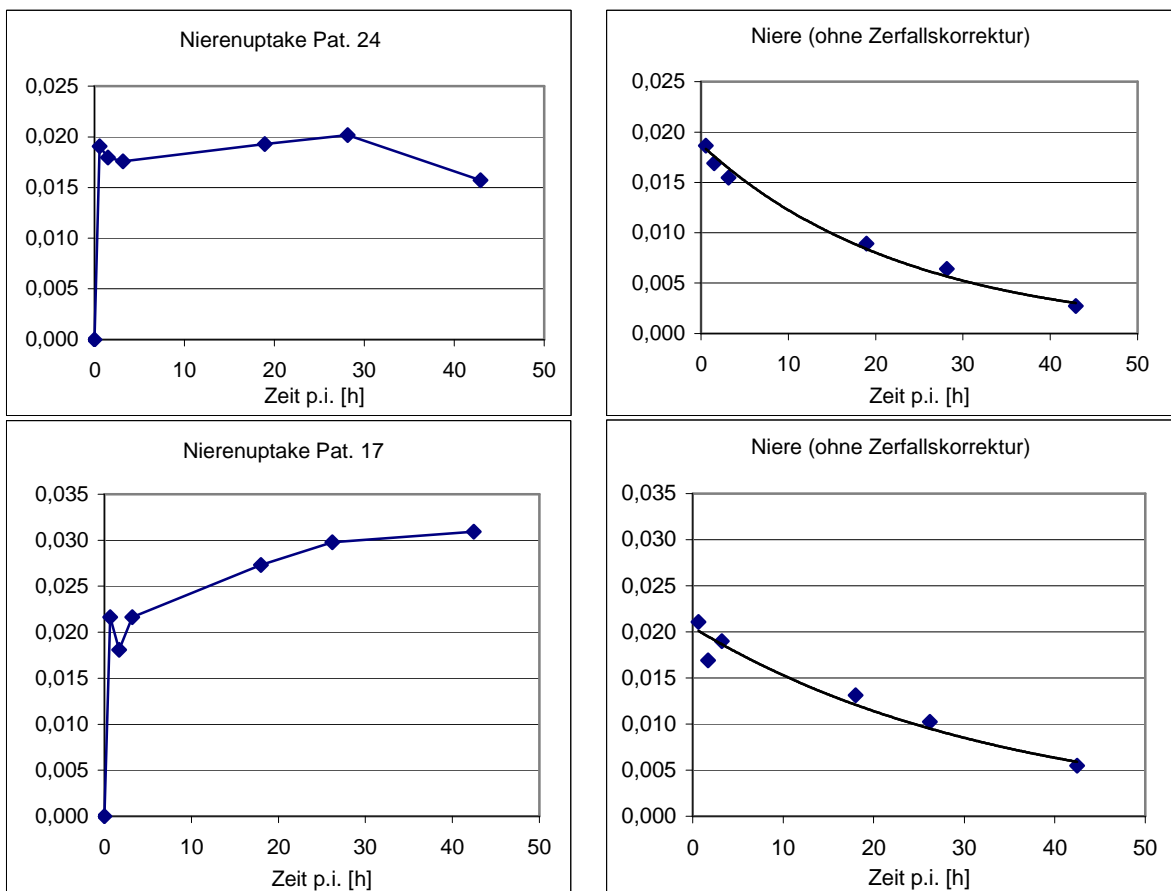 Nierenuptake Pat. 24
0,025
0,020
0,015
0,010
0,005
0,000
0 10 20 30 40 50
Zeit p.i. [h]
Niere (ohne Zerfallskorrektur)
0,025
0,020
0,015
0,010
0,005
0,000
0 10 20 30 40 50
Zeit p.i. [h]
Nierenuptake Pat. 17
0,035
0,030
0,025
0,020
0,015
0,010
0,005
0,000
0 10 20 30 40 50
Zeit p.i. [h]
Niere (ohne Zerfallskorrektur)
0,035
0,030
0,025
0,020
0,015
0,010
0,005
0,000
0 10 20 30 40 50
Zeit p.i. [h]